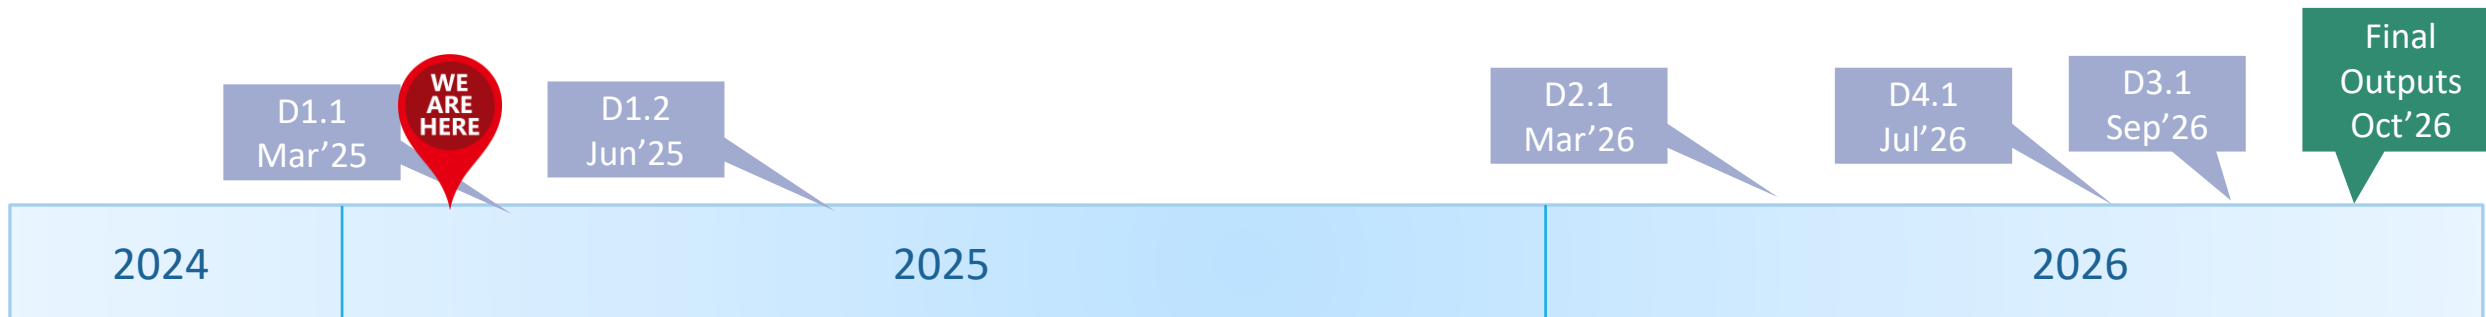 D1.1
Mar’25
WE
ARE
HERE
D1.2
Jun’25
D2.1
Mar’26
D4.1
Jul’26
D3.1
Sep’26
Final
Outputs
Oct’26
2024
2025
2026